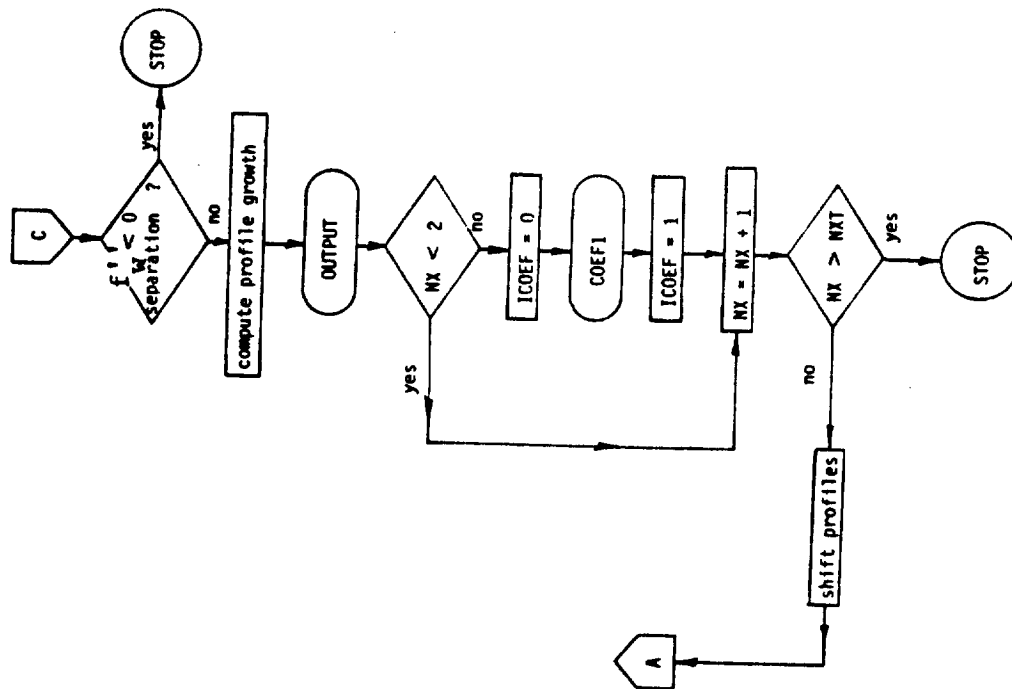 C
f'' < 0
w
separation ?
yes
STOP
no
compute profile growth
OUTPUT
NX < 2
yes
no
ICOEF = 0
COEF1
ICOEF = 1
NX = NX + 1
NX > NXT
no
yes
shift profiles
STOP
A